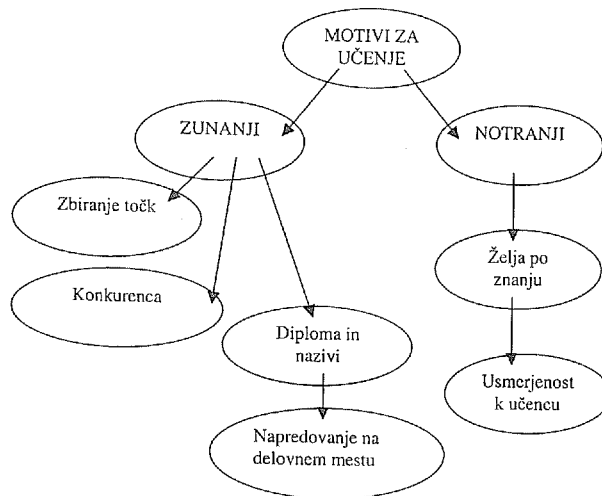 MOTIVI ZA
UČENJE
ZUNANJI
NOTRANJI
Zbiranje točk
Želja po
znanju
Konkurenca
Diploma in
nazivi
Usmerjenost
k učencu
Napredovanje na
delovnem mestu